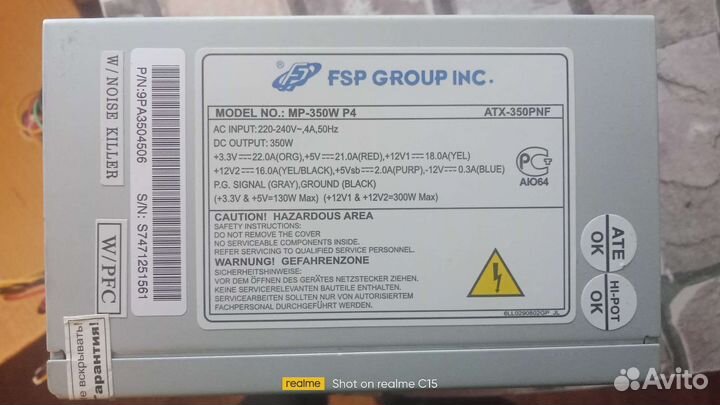 FSP GROUP INC.
MODEL NO.: MP-350W P4 ATX-350PNF
AC INPUT: 220-240V~,4A,50Hz
DC OUTPUT: 350W
+3.3V⎓22.0A(ORG),+5V⎓21.0A(RED),+12V1⎓18.0A(YEL)
+12V2⎓16.0A(YEL/BLACK),+5Vsb⎓2.0A(PURP),-12V⎓0.3A(BLUE)
P.G. SIGNAL (GRAY),GROUND (BLACK)
(+3.3V & +5V=130W Max) (+12V1 & +12V2=300W Max)
РС
АЮ64
CAUTION! HAZARDOUS AREA
SAFETY INSTRUCTIONS:
DO NOT REMOVE THE COVER
NO SERVICEABLE COMPONENTS INSIDE.
REFER SERVICING TO QUALIFIED SERVICE PERSONNEL.
WARNUNG! GEFAHRENZONE
SICHERHEITSHINWEISE:
VOR DEM ÖFFNEN DES GERÄTES NETZSTECKER ZIEHEN
KEINE SERVICERELEVANTEN BAUTEILE ENTHALTEN.
SERVICEARBEITEN SOLLTEN NUR VON AUTORISIERTEM
FACHPERSONAL DURCHGEFÜHRT WERDEN.
W/NOISE KILLER
P/N:9PA3504506
S/N: S7471251561
W/PFC
не вскрывать!
Гарантия!
ATE
OK
HI-POT
OK
realme Shot on realme C15
Avito